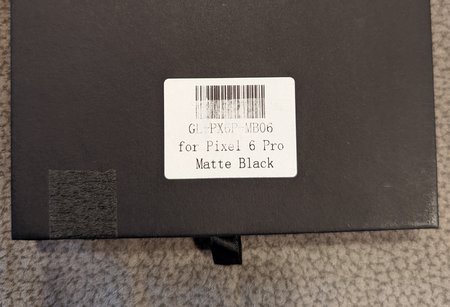 GL-PX6P-MB06
for Pixel 6 Pro
Matte Black